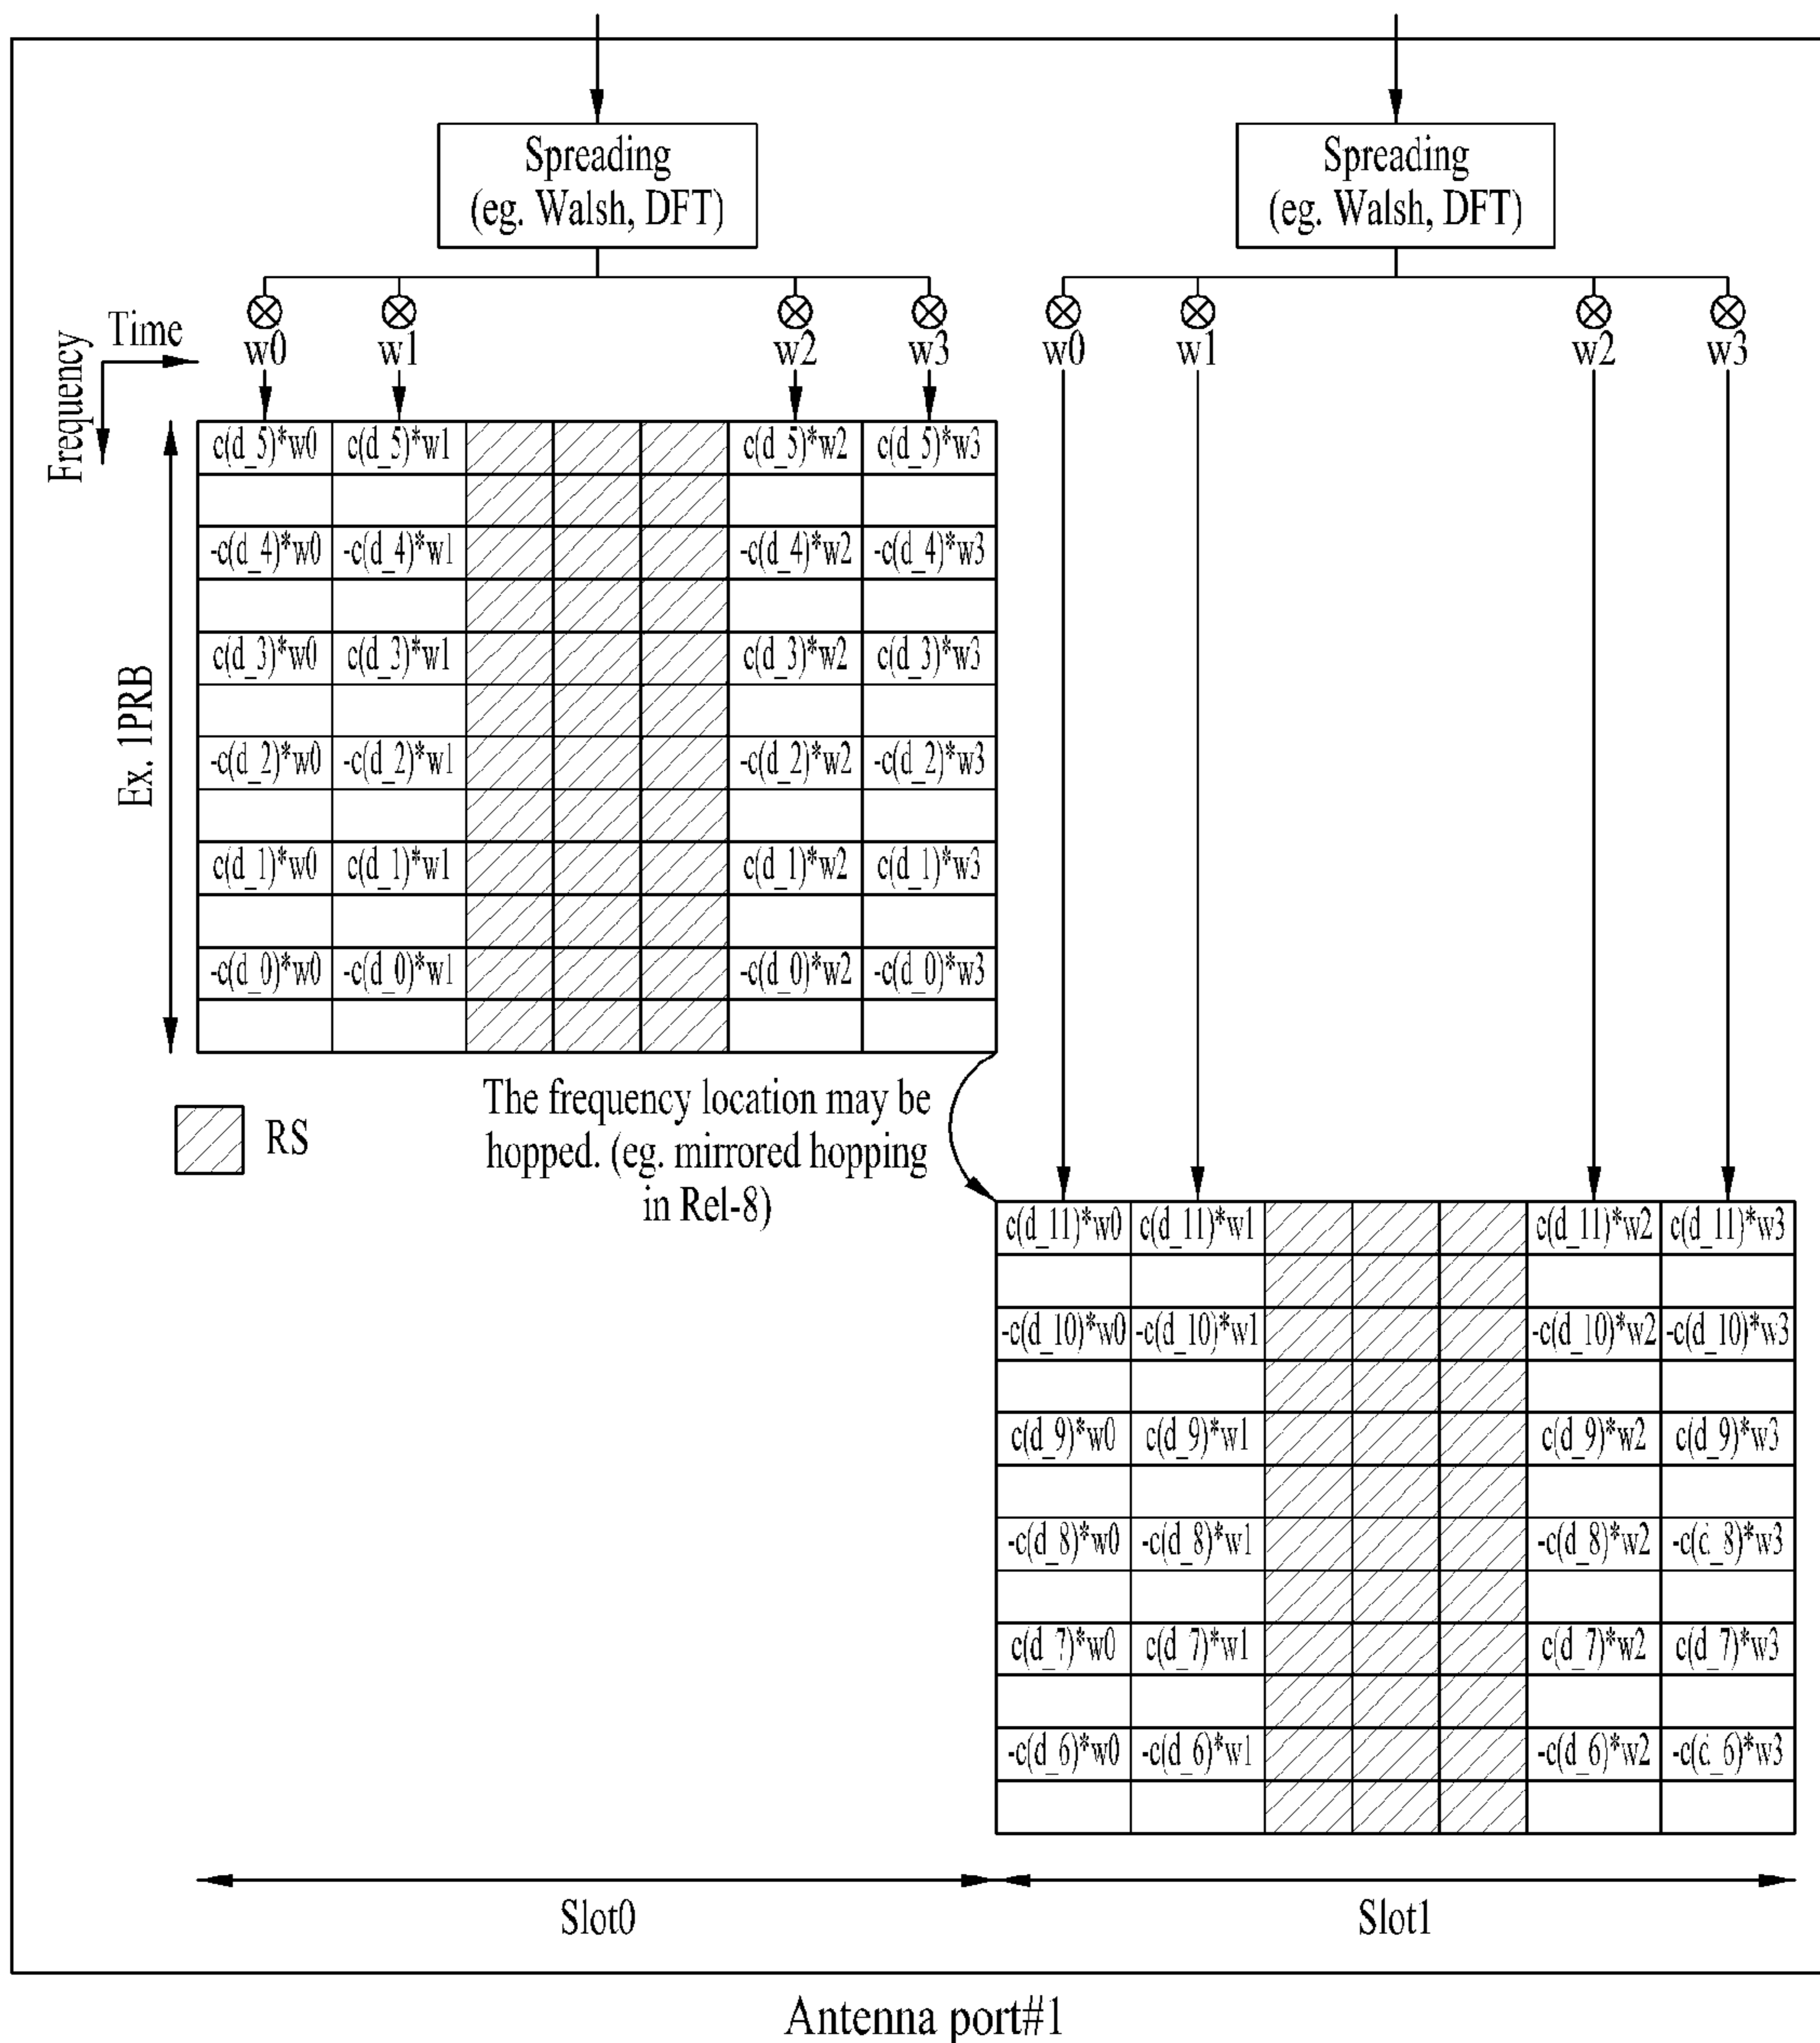 Spreading
(eg. Walsh, DFT)
Spreading
(eg. Walsh, DFT)
Time
Frequency
w0 w1 w2 w3 w0 w1 w2 w3
c(d_5)*w0 c(d_5)*w1 c(d_5)*w2 c(d_5)*w3
-c(d_4)*w0 -c(d_4)*w1 -c(d_4)*w2 -c(d_4)*w3
c(d_3)*w0 c(d_3)*w1 c(d_3)*w2 c(d_3)*w3
Ex. 1PRB
-c(d_2)*w0 -c(d_2)*w1 -c(d_2)*w2 -c(d_2)*w3
c(d_1)*w0 c(d_1)*w1 c(d_1)*w2 c(d_1)*w3
-c(d_0)*w0 -c(d_0)*w1 -c(d_0)*w2 -c(d_0)*w3
RS
The frequency location may be
hopped. (eg. mirrored hopping
in Rel-8)
c(d_11)*w0 c(d_11)*w1 c(d_11)*w2 c(d_11)*w3
-c(d_10)*w0 -c(d_10)*w1 -c(d_10)*w2 -c(d_10)*w3
c(d_9)*w0 c(d_9)*w1 c(d_9)*w2 c(d_9)*w3
-c(d_8)*w0 -c(d_8)*w1 -c(d_8)*w2 -c(d_8)*w3
c(d_7)*w0 c(d_7)*w1 c(d_7)*w2 c(d_7)*w3
-c(d_6)*w0 -c(d_6)*w1 -c(d_6)*w2 -c(d_6)*w3
Slot0 Slot1
Antenna port#1